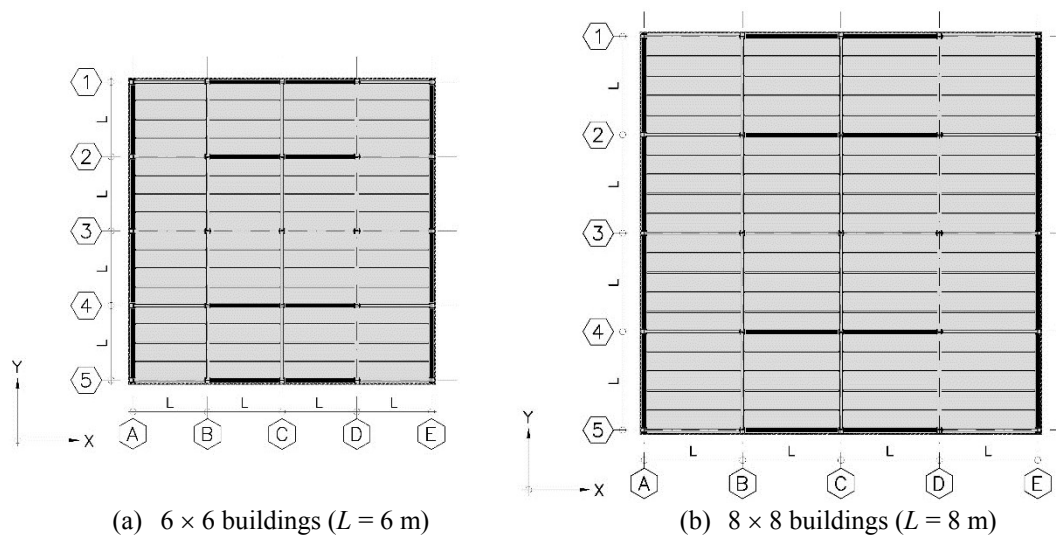 1
2
3
4
5
L
L
L
L
L L L L
A B C D E
Y
X
(a) 6 × 6 buildings (L = 6 m)
1
2
3
4
5
L
L
L
L
L L L L
A B C D E
Y
X
(b) 8 × 8 buildings (L = 8 m)